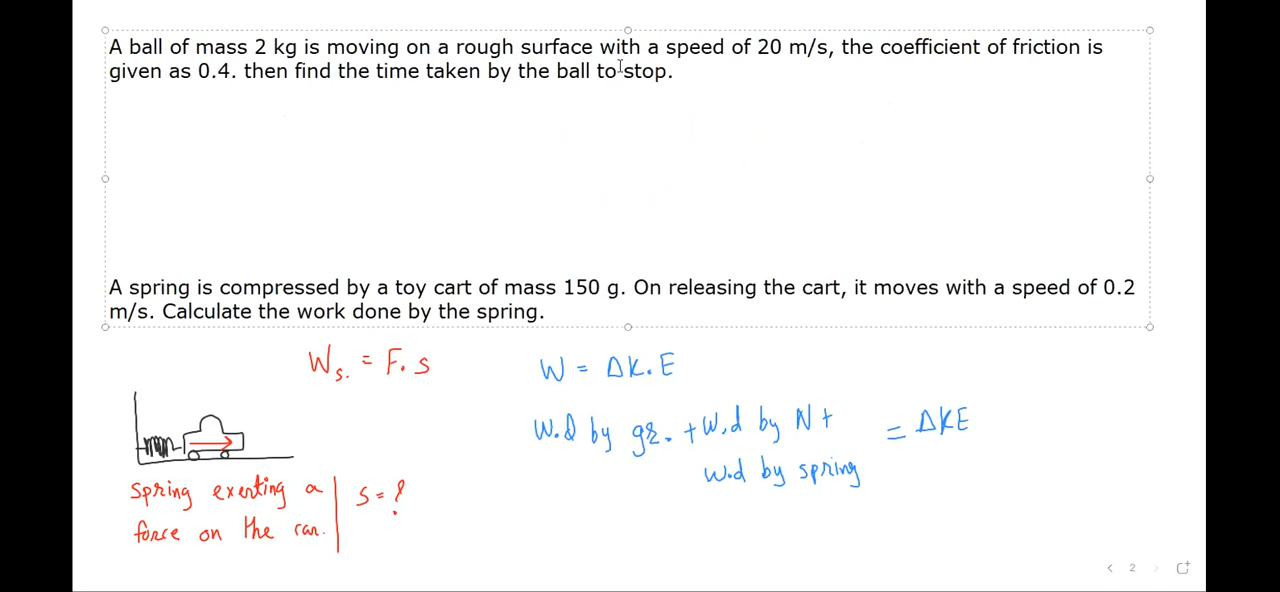 A ball of mass 2 kg is moving on a rough surface with a speed of 20 m/s, the coefficient of friction is
given as 0.4. then find the time taken by the ball to stop.
A spring is compressed by a toy cart of mass 150 g. On releasing the cart, it moves with a speed of 0.2
m/s. Calculate the work done by the spring.
Ws. = F. s
W = ΔK.E
W.d by gr. + W.d by N + = ΔKE
w.d by spring
Spring exerting a
force on the car.
s = ?
2